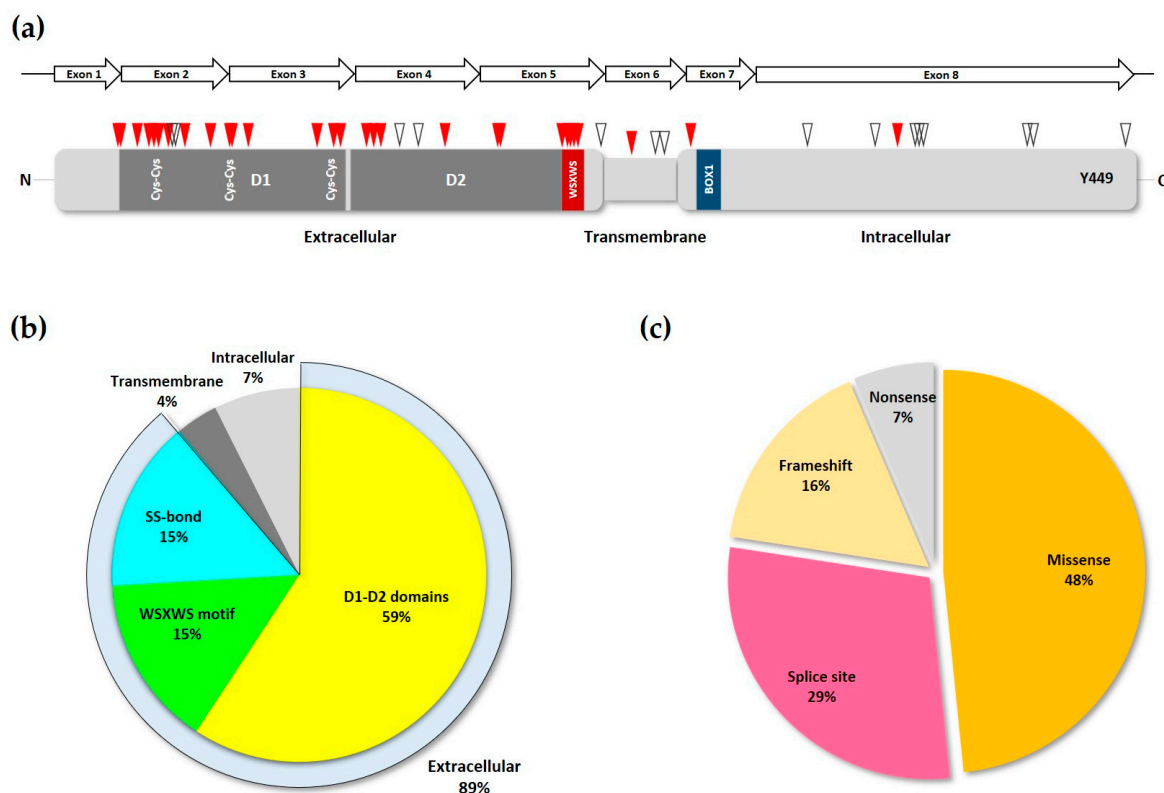 (a)
Exon 1 Exon 2 Exon 3 Exon 4 Exon 5 Exon 6 Exon 7 Exon 8
N Cys-Cys Cys-Cys D1 Cys-Cys D2 WSXWS BOX1 Y449 C
Extracellular Transmembrane Intracellular
(b)
Intracellular
7%
Transmembrane
4%
SS-bond
15%
WSXWS motif
15%
D1-D2 domains
59%
Extracellular
89%
(c)
Nonsense
7%
Frameshift
16%
Missense
48%
Splice site
29%